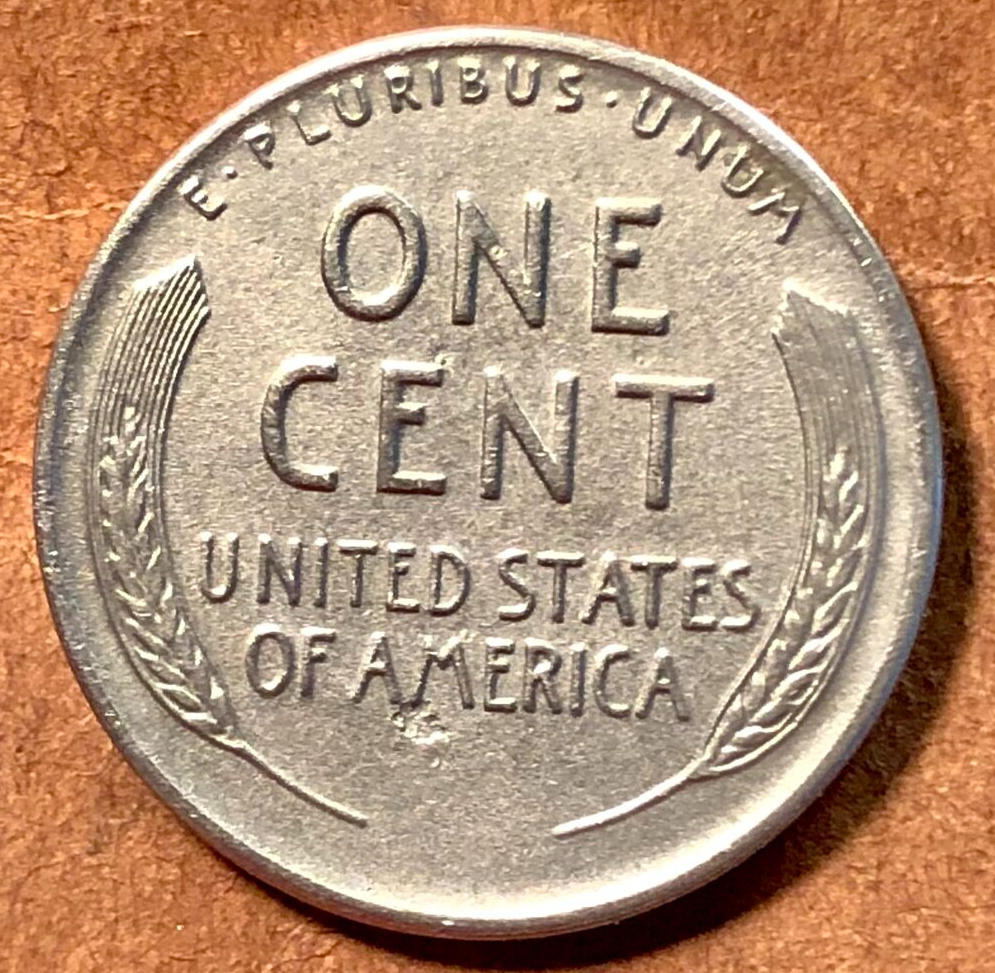 E·PLURIBUS·UNUM
ONE
CENT
UNITED STATES
OF AMERICA